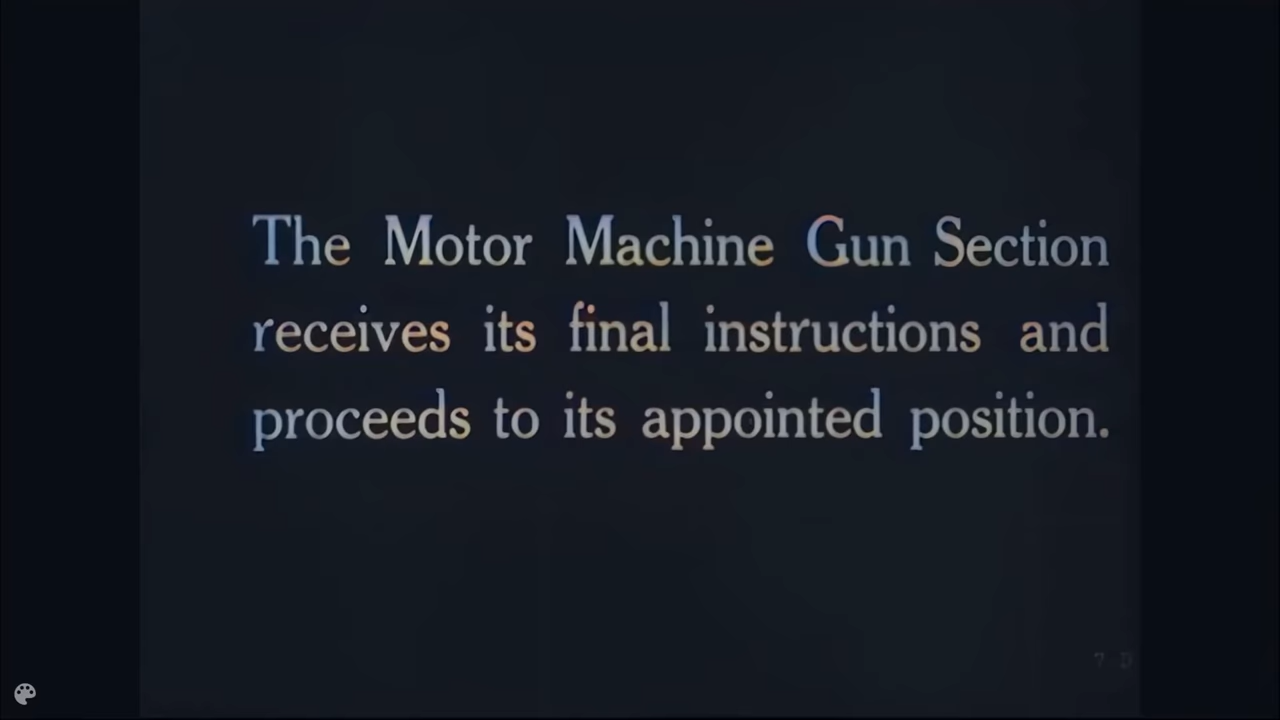 The Motor Machine Gun Section
receives its final instructions and
proceeds to its appointed position.